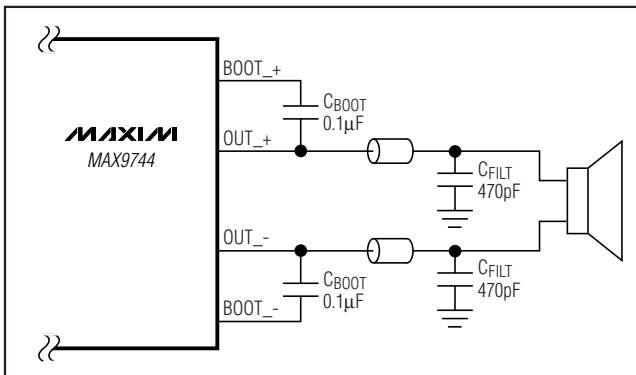 BOOT_+
CBOOT
0.1µF
MAXIM
MAX9744
OUT_+
CFILT
470pF
OUT_-
CBOOT
0.1µF
CFILT
470pF
BOOT_-